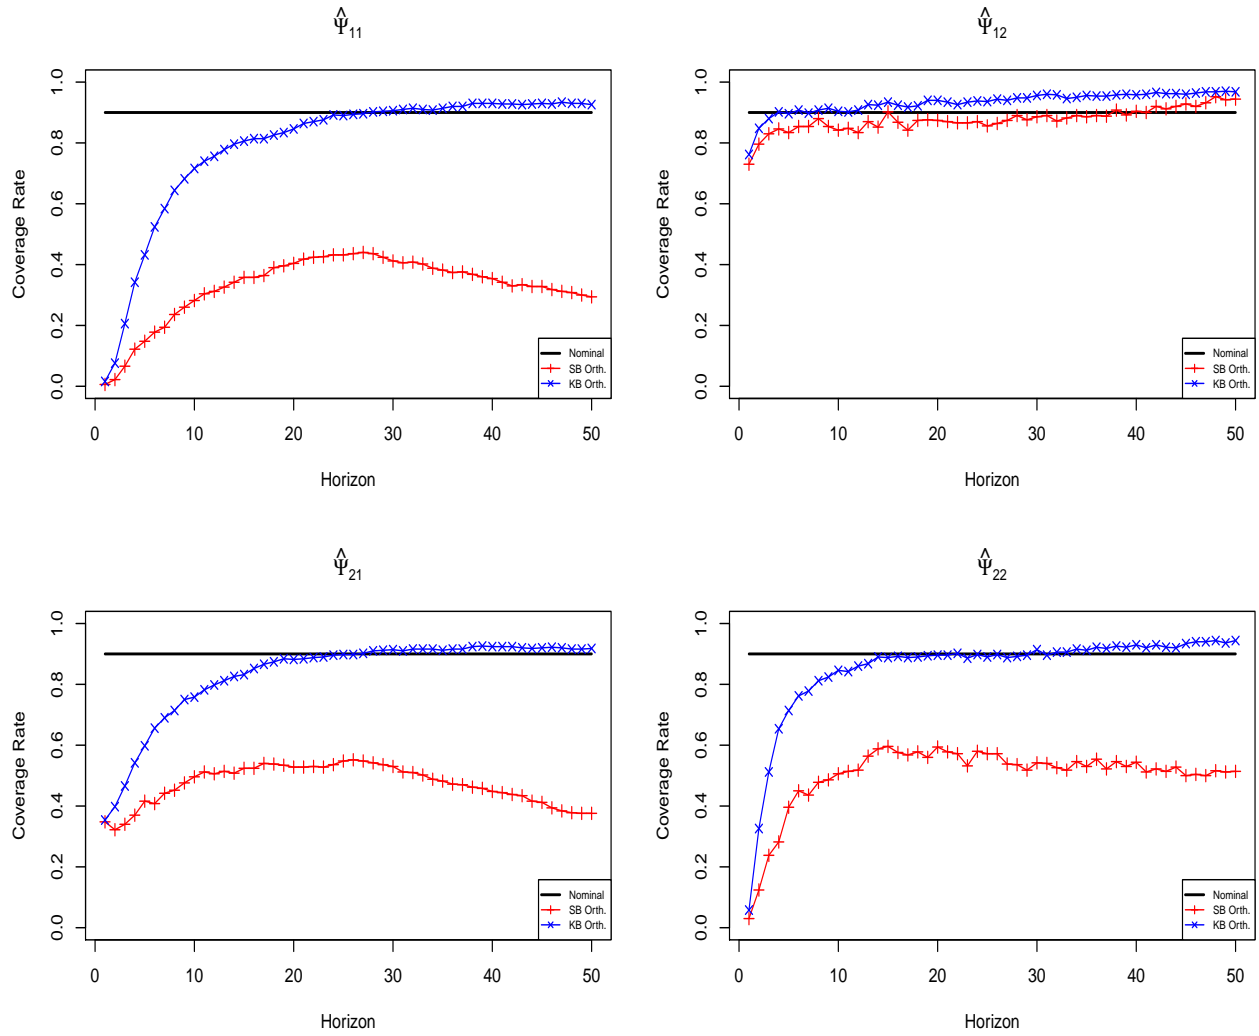 Ψ̂11
Coverage Rate
1.0
0.8
0.6
0.4
0.2
0.0
Nominal
SB Orth.
KB Orth.
0 10 20 30 40 50
Horizon
Ψ̂12
Coverage Rate
1.0
0.8
0.6
0.4
0.2
0.0
Nominal
SB Orth.
KB Orth.
0 10 20 30 40 50
Horizon
Ψ̂21
Coverage Rate
1.0
0.8
0.6
0.4
0.2
0.0
Nominal
SB Orth.
KB Orth.
0 10 20 30 40 50
Horizon
Ψ̂22
Coverage Rate
1.0
0.8
0.6
0.4
0.2
0.0
Nominal
SB Orth.
KB Orth.
0 10 20 30 40 50
Horizon